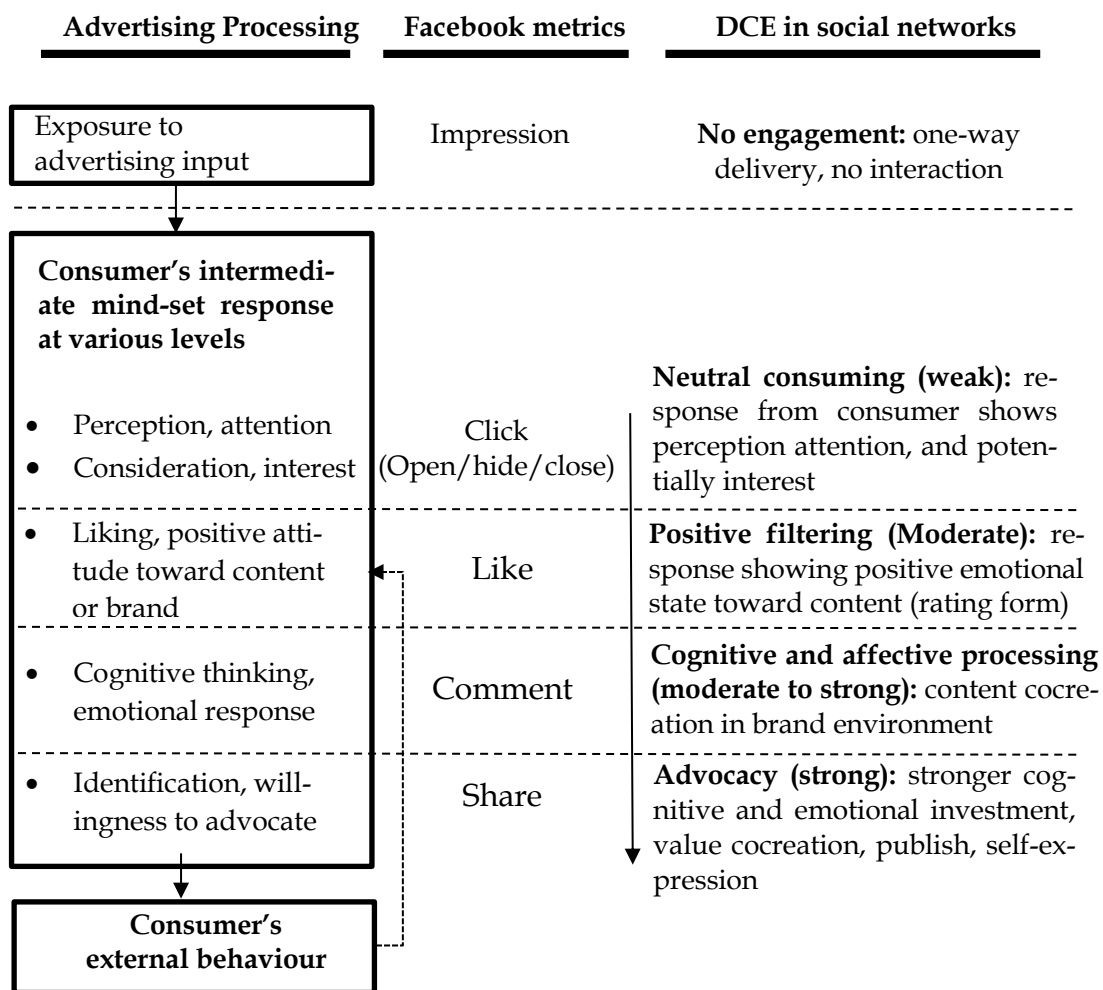 Advertising Processing
Facebook metrics
DCE in social networks
Exposure to
advertising input
Impression
No engagement: one-way
delivery, no interaction
Consumer’s intermedi-
ate mind-set response
at various levels
• Perception, attention
• Consideration, interest
Click
(Open/hide/close)
Neutral consuming (weak): re-
sponse from consumer shows
perception attention, and poten-
tially interest
• Liking, positive atti-
tude toward content
or brand
Like
Positive filtering (Moderate): re-
sponse showing positive emotional
state toward content (rating form)
• Cognitive thinking,
emotional response
Comment
Cognitive and affective processing
(moderate to strong): content cocre-
ation in brand environment
• Identification, will-
ingness to advocate
Share
Advocacy (strong): stronger cog-
nitive and emotional investment,
value cocreation, publish, self-ex-
pression
Consumer’s
external behaviour